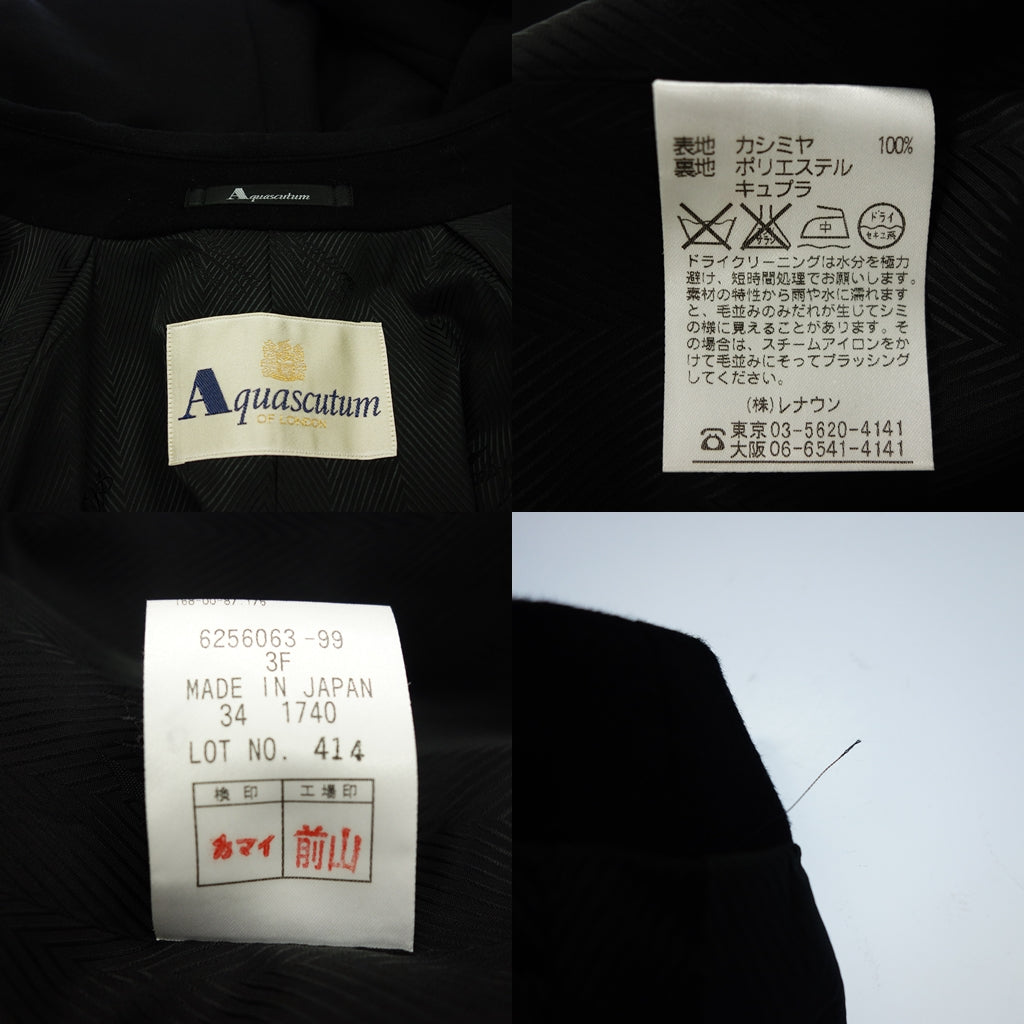 Aquascutum
Aquascutum
OF LONDON
表地 カシミヤ 100%
裏地 ポリエステル
キュプラ
中
ドライ
セキユ系
ドライクリーニングは水分を極力
避け、短時間処理でお願いします。
素材の特性から雨や水に濡れます
と、毛並みのみだれが生じてシミ
の様に見えることがあります。そ
の場合は、スチームアイロンをか
けて毛並みにそってブラッシング
してください。
(株)レナウン
東京03-5620-4141
大阪06-6541-4141
6256063-99
3F
MADE IN JAPAN
34 1740
LOT NO. 414
検印 工場印
前山